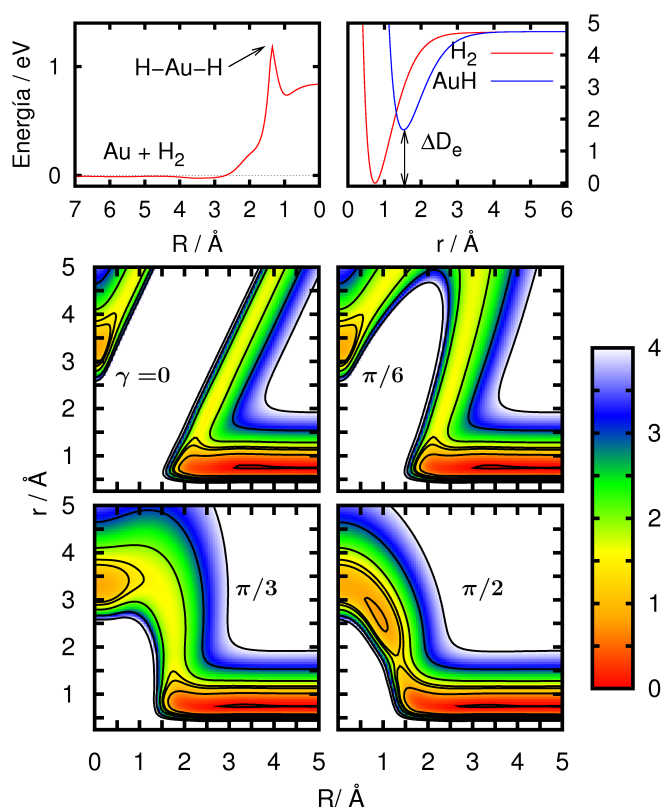 Energía / eV
1
0
H−Au−H
Au + H2
7 6 5 4 3 2 1 0
R / Å
H2
AuH
ΔDe
5
4
3
2
1
0
0 1 2 3 4 5 6
r / Å
5
4
3
2
1
γ =0
π/6
4
3
2
1
0
r / Å
5
4
3
2
1
π/3
π/2
0 1 2 3 4 5
0 1 2 3 4 5
R/ Å